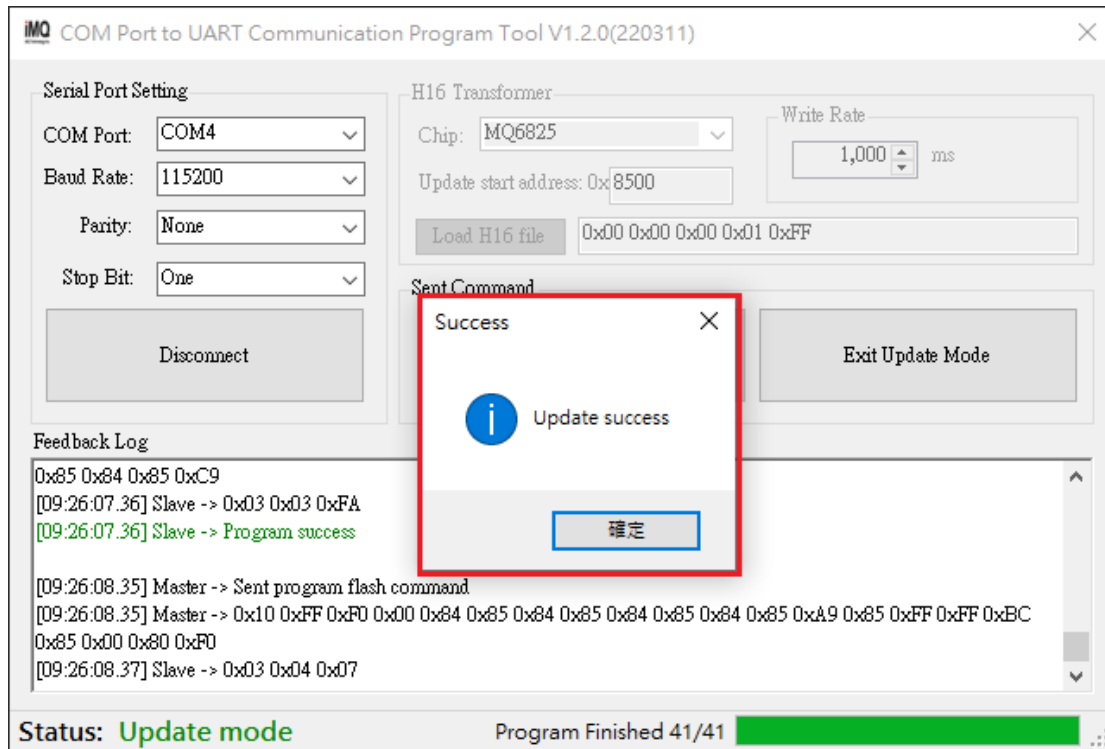 iMQ COM Port to UART Communication Program Tool V1.2.0(220311)
Serial Port Setting
COM Port: COM4
Baud Rate: 115200
Parity: None
Stop Bit: One
Disconnect
H16 Transformer
Chip: MQ6825
Update start address: 0x 8500
Write Rate
1,000 ms
Load H16 file 0x00 0x00 0x00 0x01 0xFF
Sent Command
Exit Update Mode
Success
Update success
確定
Feedback Log
0x85 0x84 0x85 0xC9
[09:26:07.36] Slave -> 0x03 0x03 0xFA
[09:26:07.36] Slave -> Program success
[09:26:08.35] Master -> Sent program flash command
[09:26:08.35] Master -> 0x10 0xFF 0xF0 0x00 0x84 0x85 0x84 0x85 0x84 0x85 0x84 0x85 0xA9 0x85 0xFF 0xFF 0xBC
0x85 0x00 0x80 0xF0
[09:26:08.37] Slave -> 0x03 0x04 0x07
Status: Update mode
Program Finished 41/41